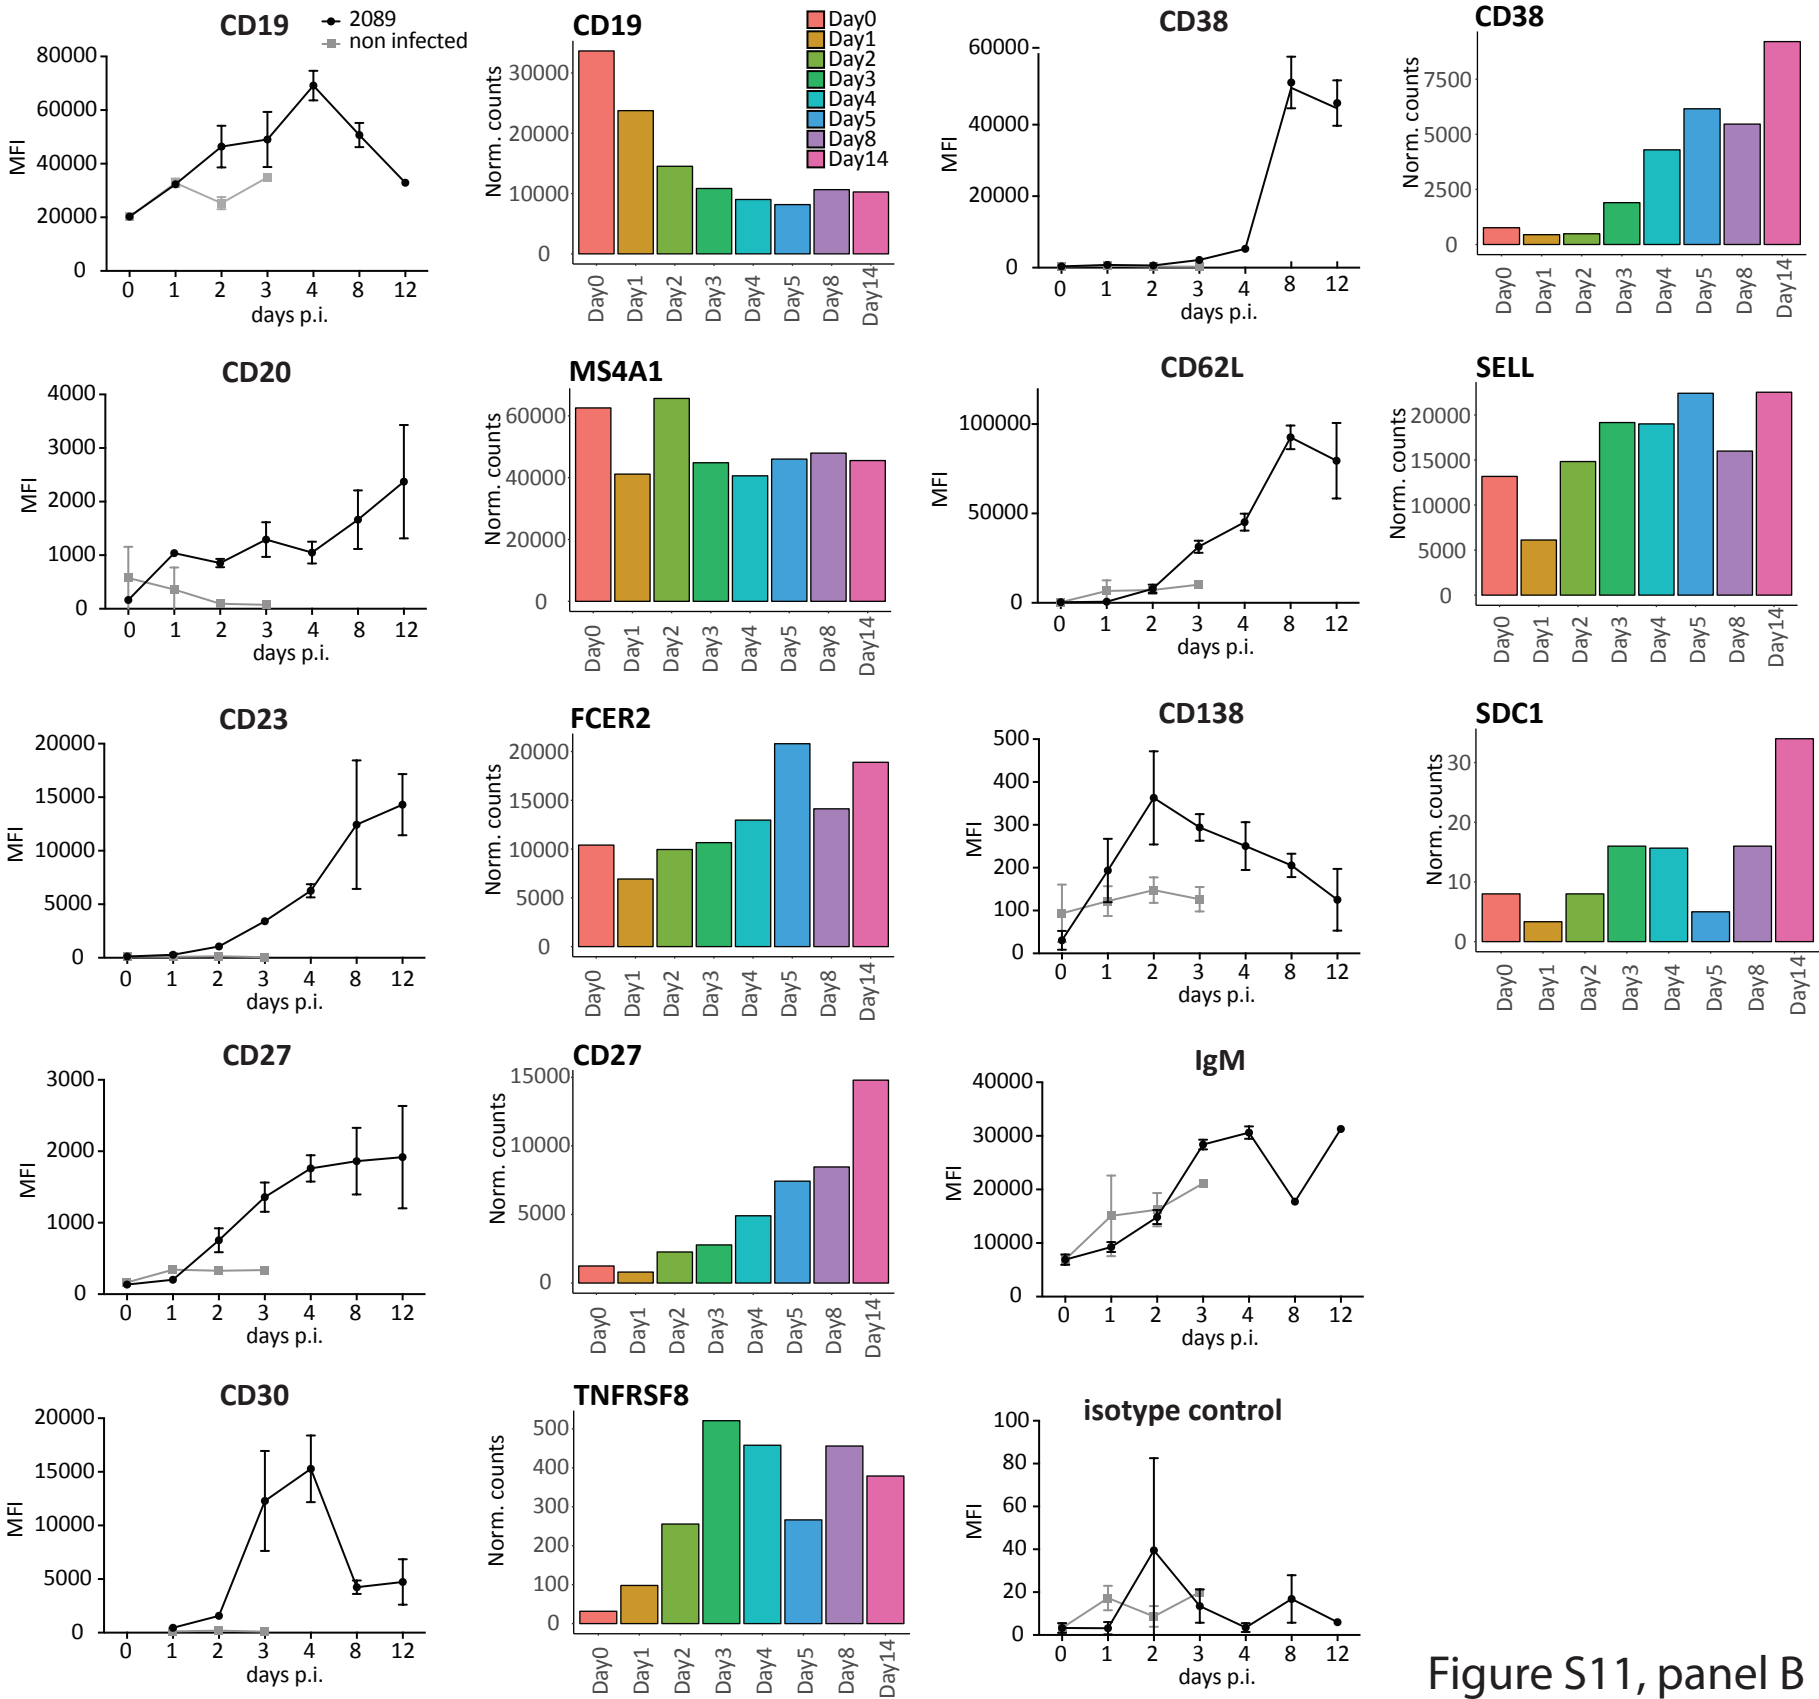 CD19
2089
non infected
80000
60000
40000
20000
0
MFI
0 1 2 3 4 8 12
days p.i.
CD19
Norm. counts
30000
20000
10000
0
Day0 Day1 Day2 Day3 Day4 Day5 Day8 Day14
Day0
Day1
Day2
Day3
Day4
Day5
Day8
Day14
CD38
60000
40000
20000
0
MFI
0 1 2 3 4 8 12
days p.i.
CD38
Norm. counts
7500
5000
2500
0
Day0 Day1 Day2 Day3 Day4 Day5 Day8 Day14
CD20
4000
3000
2000
1000
0
MFI
0 1 2 3 4 8 12
days p.i.
MS4A1
Norm. counts
60000
40000
20000
0
Day0 Day1 Day2 Day3 Day4 Day5 Day8 Day14
CD62L
100000
50000
0
MFI
0 1 2 3 4 8 12
days p.i.
SELL
Norm. counts
20000
15000
10000
5000
0
Day0 Day1 Day2 Day3 Day4 Day5 Day8 Day14
CD23
20000
15000
10000
5000
0
MFI
0 1 2 3 4 8 12
days p.i.
FCER2
Norm. counts
20000
15000
10000
5000
0
Day0 Day1 Day2 Day3 Day4 Day5 Day8 Day14
CD138
500
400
300
200
100
0
MFI
0 1 2 3 4 8 12
days p.i.
SDC1
Norm. counts
30
20
10
0
Day0 Day1 Day2 Day3 Day4 Day5 Day8 Day14
CD27
3000
2000
1000
0
MFI
0 1 2 3 4 8 12
days p.i.
CD27
Norm. counts
15000
10000
5000
0
Day0 Day1 Day2 Day3 Day4 Day5 Day8 Day14
IgM
40000
30000
20000
10000
0
MFI
0 1 2 3 4 8 12
days p.i.
CD30
20000
15000
10000
5000
0
MFI
0 1 2 3 4 8 12
days p.i.
TNFRSF8
Norm. counts
500
400
300
200
100
0
Day0 Day1 Day2 Day3 Day4 Day5 Day8 Day14
isotype control
100
80
60
40
20
0
MFI
0 1 2 3 4 8 12
days p.i.
Figure S11, panel B